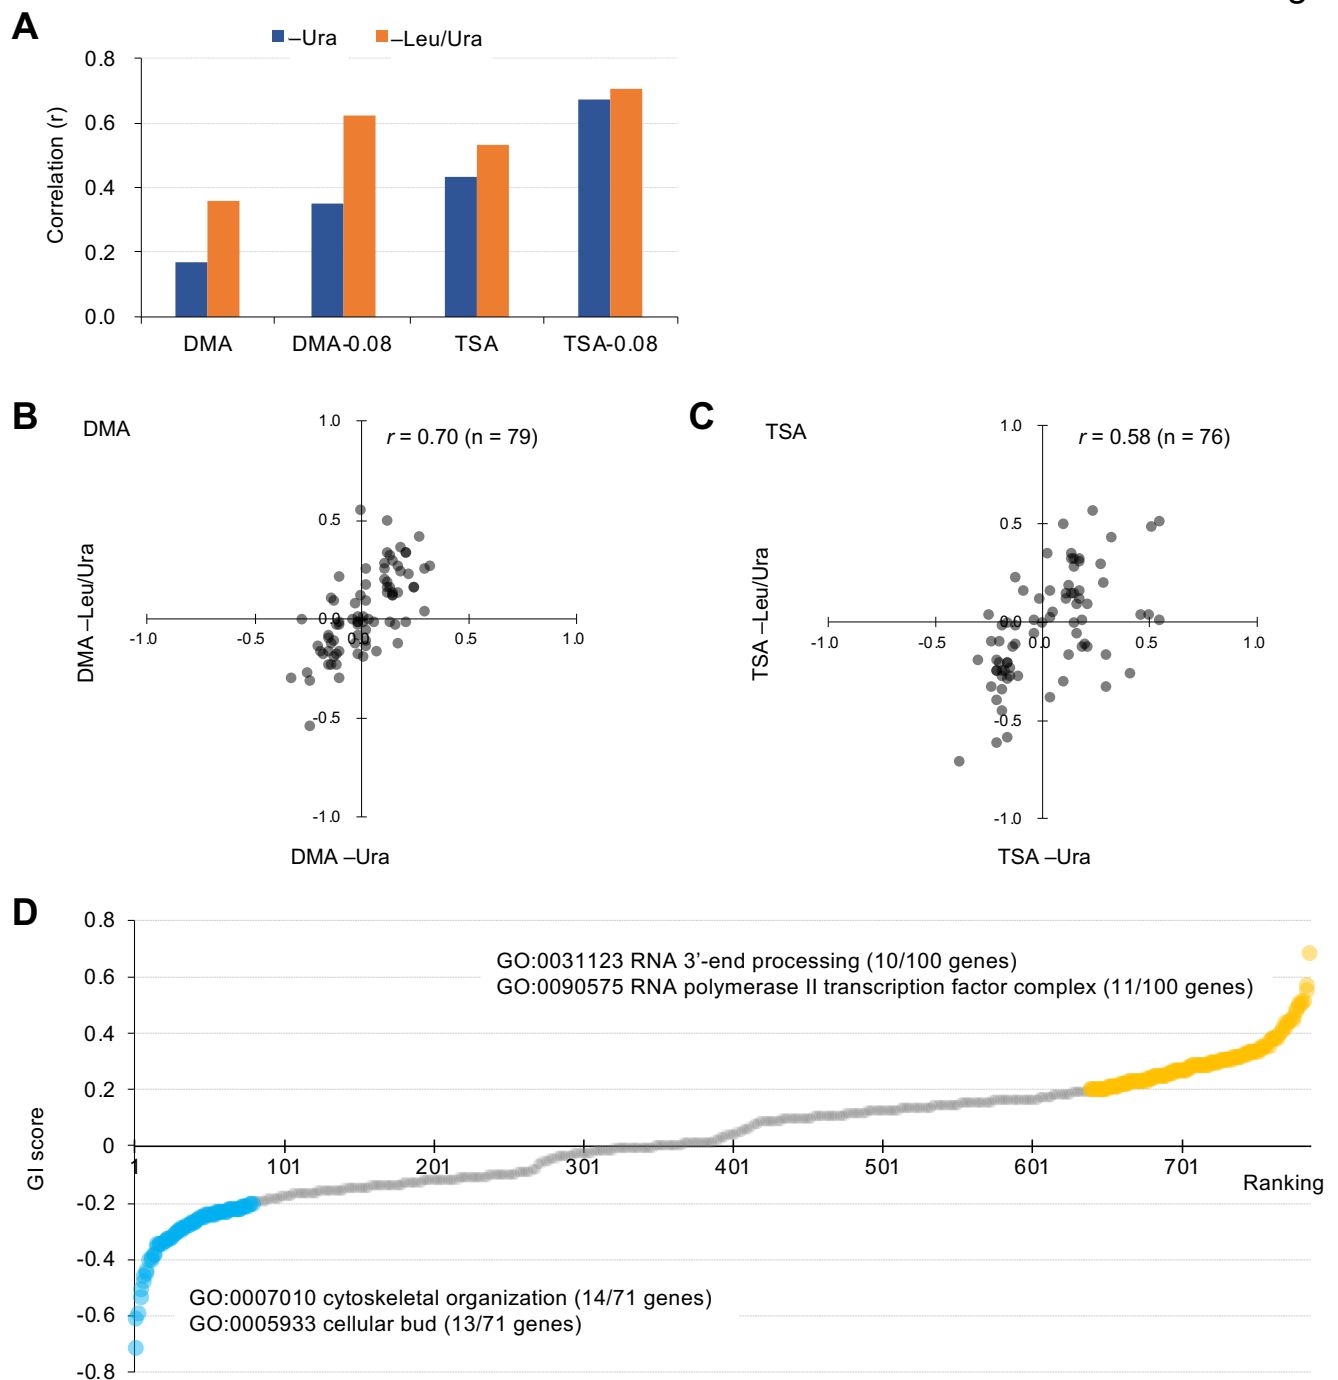 g
A
–Ura –Leu/Ura
0.8
0.6
0.4
0.2
0.0
Correlation (r)
DMA DMA-0.08 TSA TSA-0.08
B
DMA
r = 0.70 (n = 79)
1.0
0.5
0.0
-0.5
-1.0
-1.0 -0.5 0.0 0.5 1.0
DMA –Leu/Ura
DMA –Ura
C
TSA
r = 0.58 (n = 76)
1.0
0.5
0.0
-0.5
-1.0
-1.0 -0.5 0.0 0.5 1.0
TSA –Leu/Ura
TSA –Ura
D
0.8
0.6
0.4
0.2
0
-0.2
-0.4
-0.6
-0.8
GI score
GO:0031123 RNA 3’-end processing (10/100 genes)
GO:0090575 RNA polymerase II transcription factor complex (11/100 genes)
1 101 201 301 401 501 601 701
Ranking
GO:0007010 cytoskeletal organization (14/71 genes)
GO:0005933 cellular bud (13/71 genes)